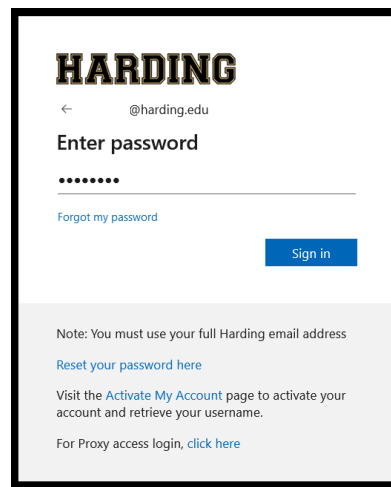 HARDING
← @harding.edu
Enter password
••••••••
Forgot my password
Sign in
Note: You must use your full Harding email address
Reset your password here
Visit the Activate My Account page to activate your
account and retrieve your username.
For Proxy access login, click here